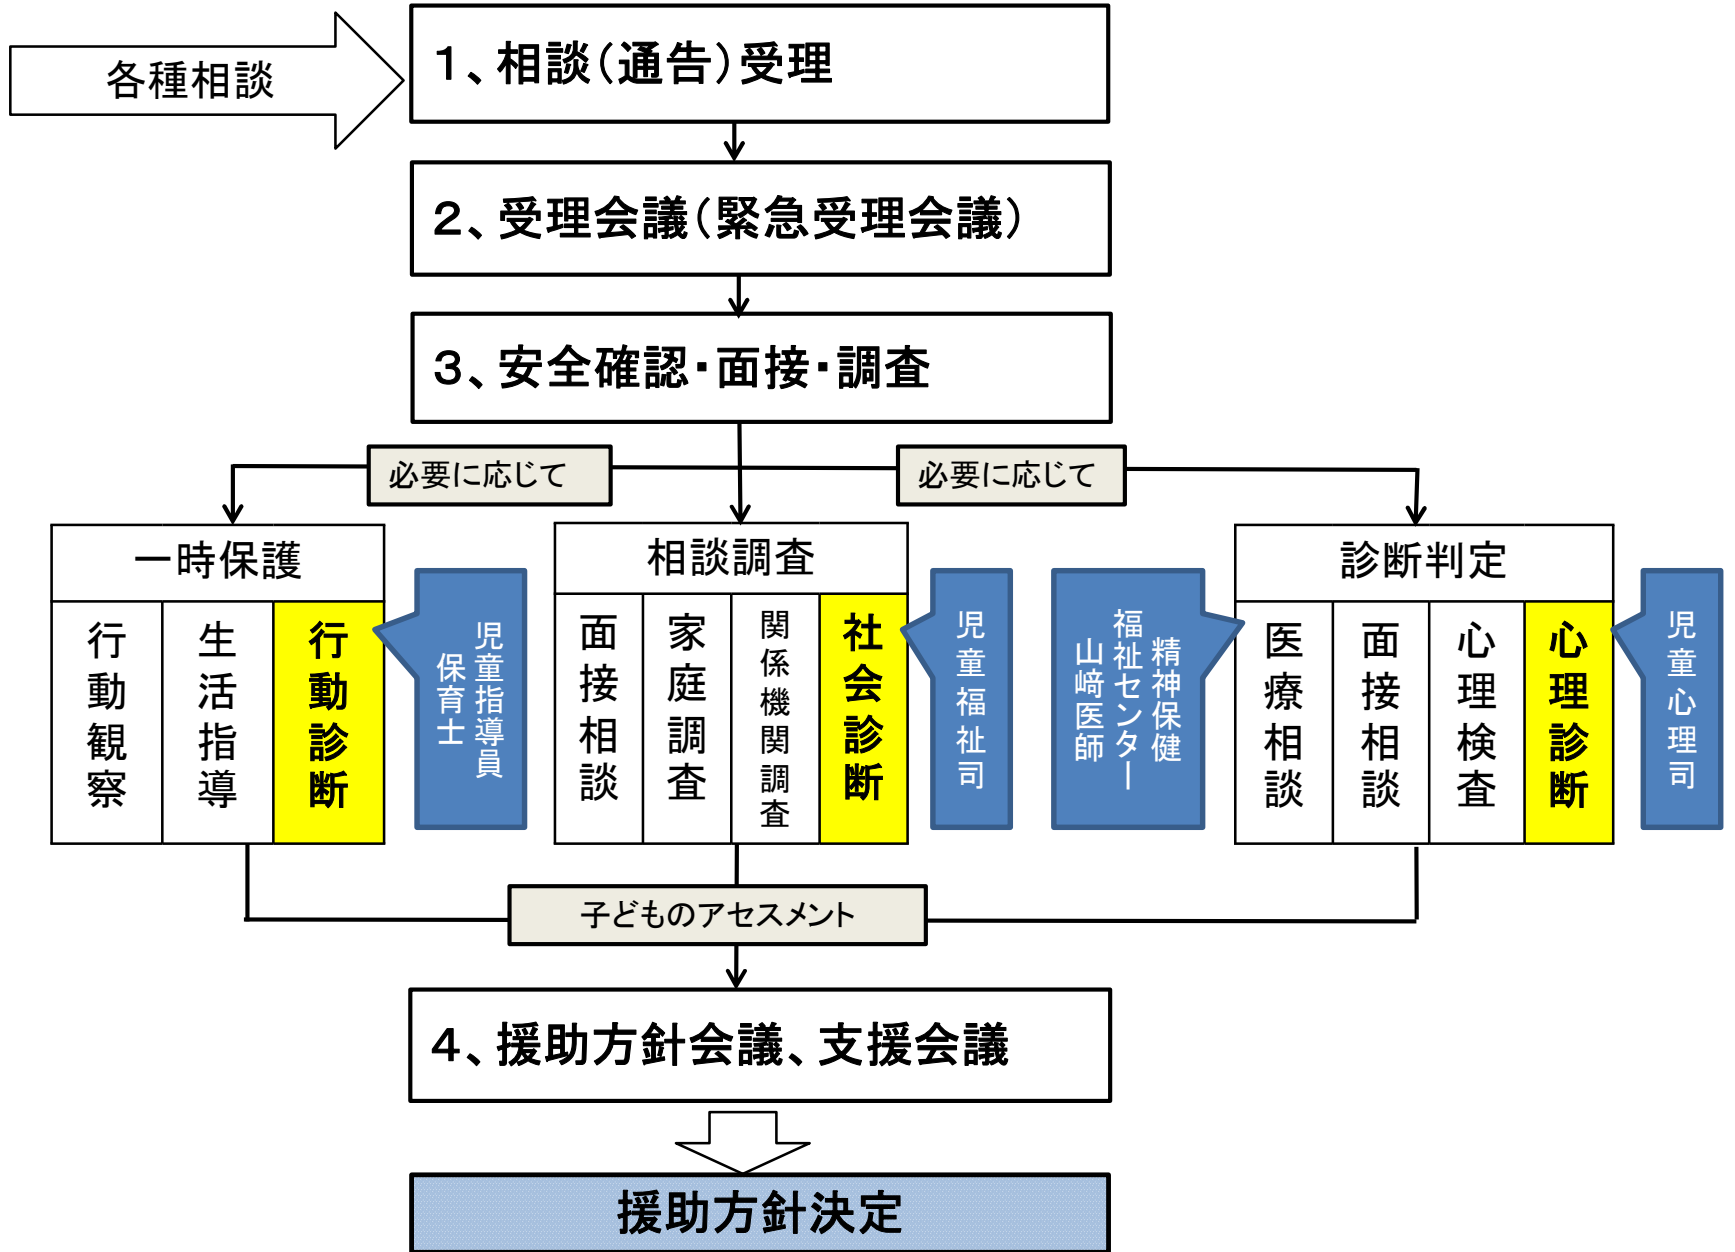 各種相談
1、相談(通告)受理
2、受理会議(緊急受理会議)
3、安全確認・面接・調査
必要に応じて
必要に応じて
一時保護
行動観察
生活指導
行動診断
児童指導員
保育士
相談調査
面接相談
家庭調査
関係機関調査
社会診断
児童福祉司
精神保健
福祉センター
山﨑医師
診断判定
医療相談
面接相談
心理検査
心理診断
児童心理司
子どものアセスメント
4、援助方針会議、支援会議
援助方針決定